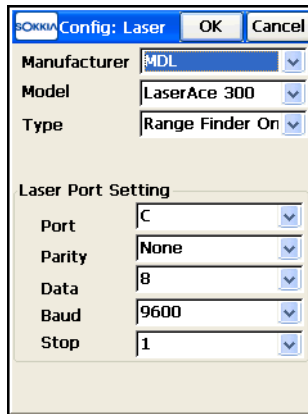 SOKKIA Config: Laser OK Cancel
Manufacturer MDL
Model LaserAce 300
Type Range Finder On
Laser Port Setting
Port C
Parity None
Data 8
Baud 9600
Stop 1